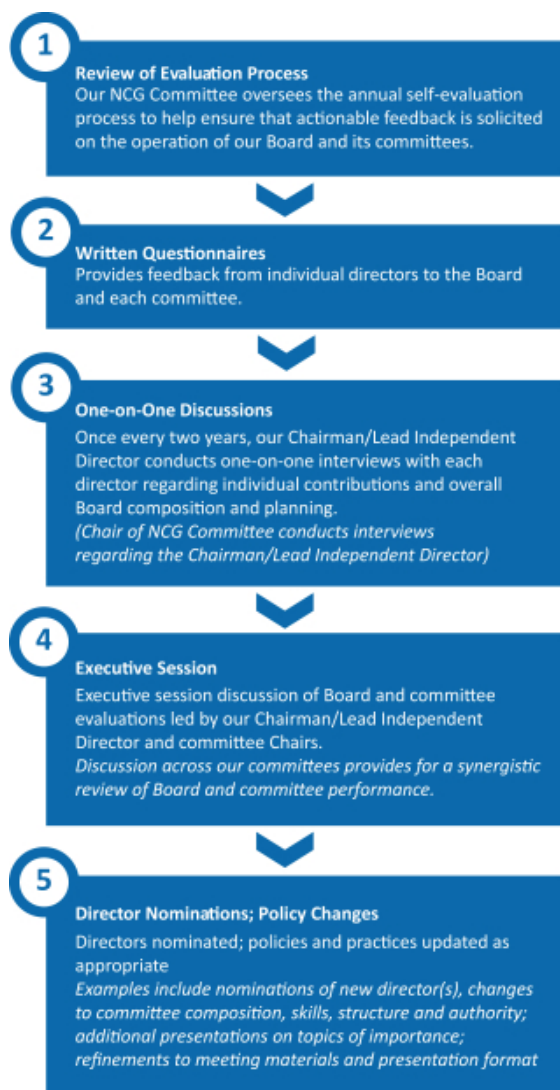 1
Review of Evaluation Process
Our NCG Committee oversees the annual self-evaluation
process to help ensure that actionable feedback is solicited
on the operation of our Board and its committees.
2
Written Questionnaires
Provides feedback from individual directors to the Board
and each committee.
3
One-on-One Discussions
Once every two years, our Chairman/Lead Independent
Director conducts one-on-one interviews with each
director regarding individual contributions and overall
Board composition and planning.
(Chair of NCG Committee conducts interviews
regarding the Chairman/Lead Independent Director)
4
Executive Session
Executive session discussion of Board and committee
evaluations led by our Chairman/Lead Independent
Director and committee Chairs.
Discussion across our committees provides for a synergistic
review of Board and committee performance.
5
Director Nominations; Policy Changes
Directors nominated; policies and practices updated as
appropriate
Examples include nominations of new director(s), changes
to committee composition, skills, structure and authority;
additional presentations on topics of importance;
refinements to meeting materials and presentation format